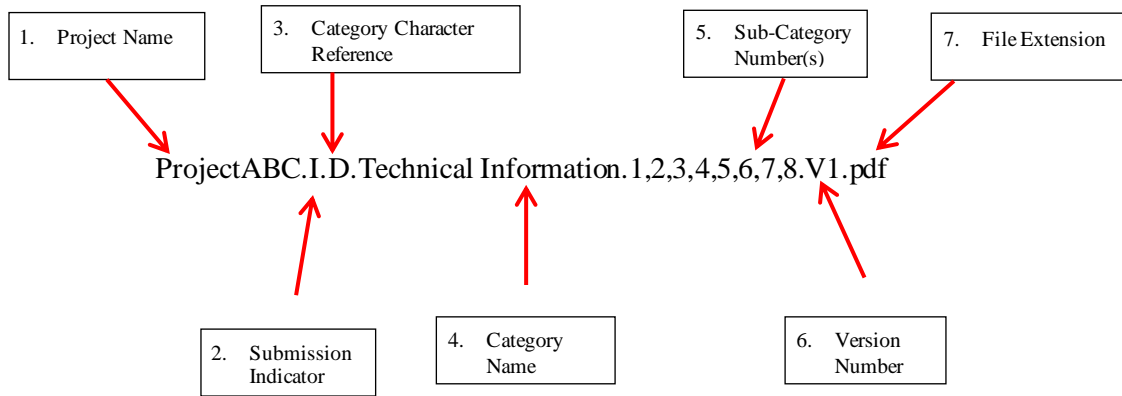 1. Project Name
3. Category Character
Reference
5. Sub-Category
Number(s)
7. File Extension
ProjectABC.I.D.Technical Information.1,2,3,4,5,6,7,8.V1.pdf
2. Submission
Indicator
4. Category
Name
6. Version
Number